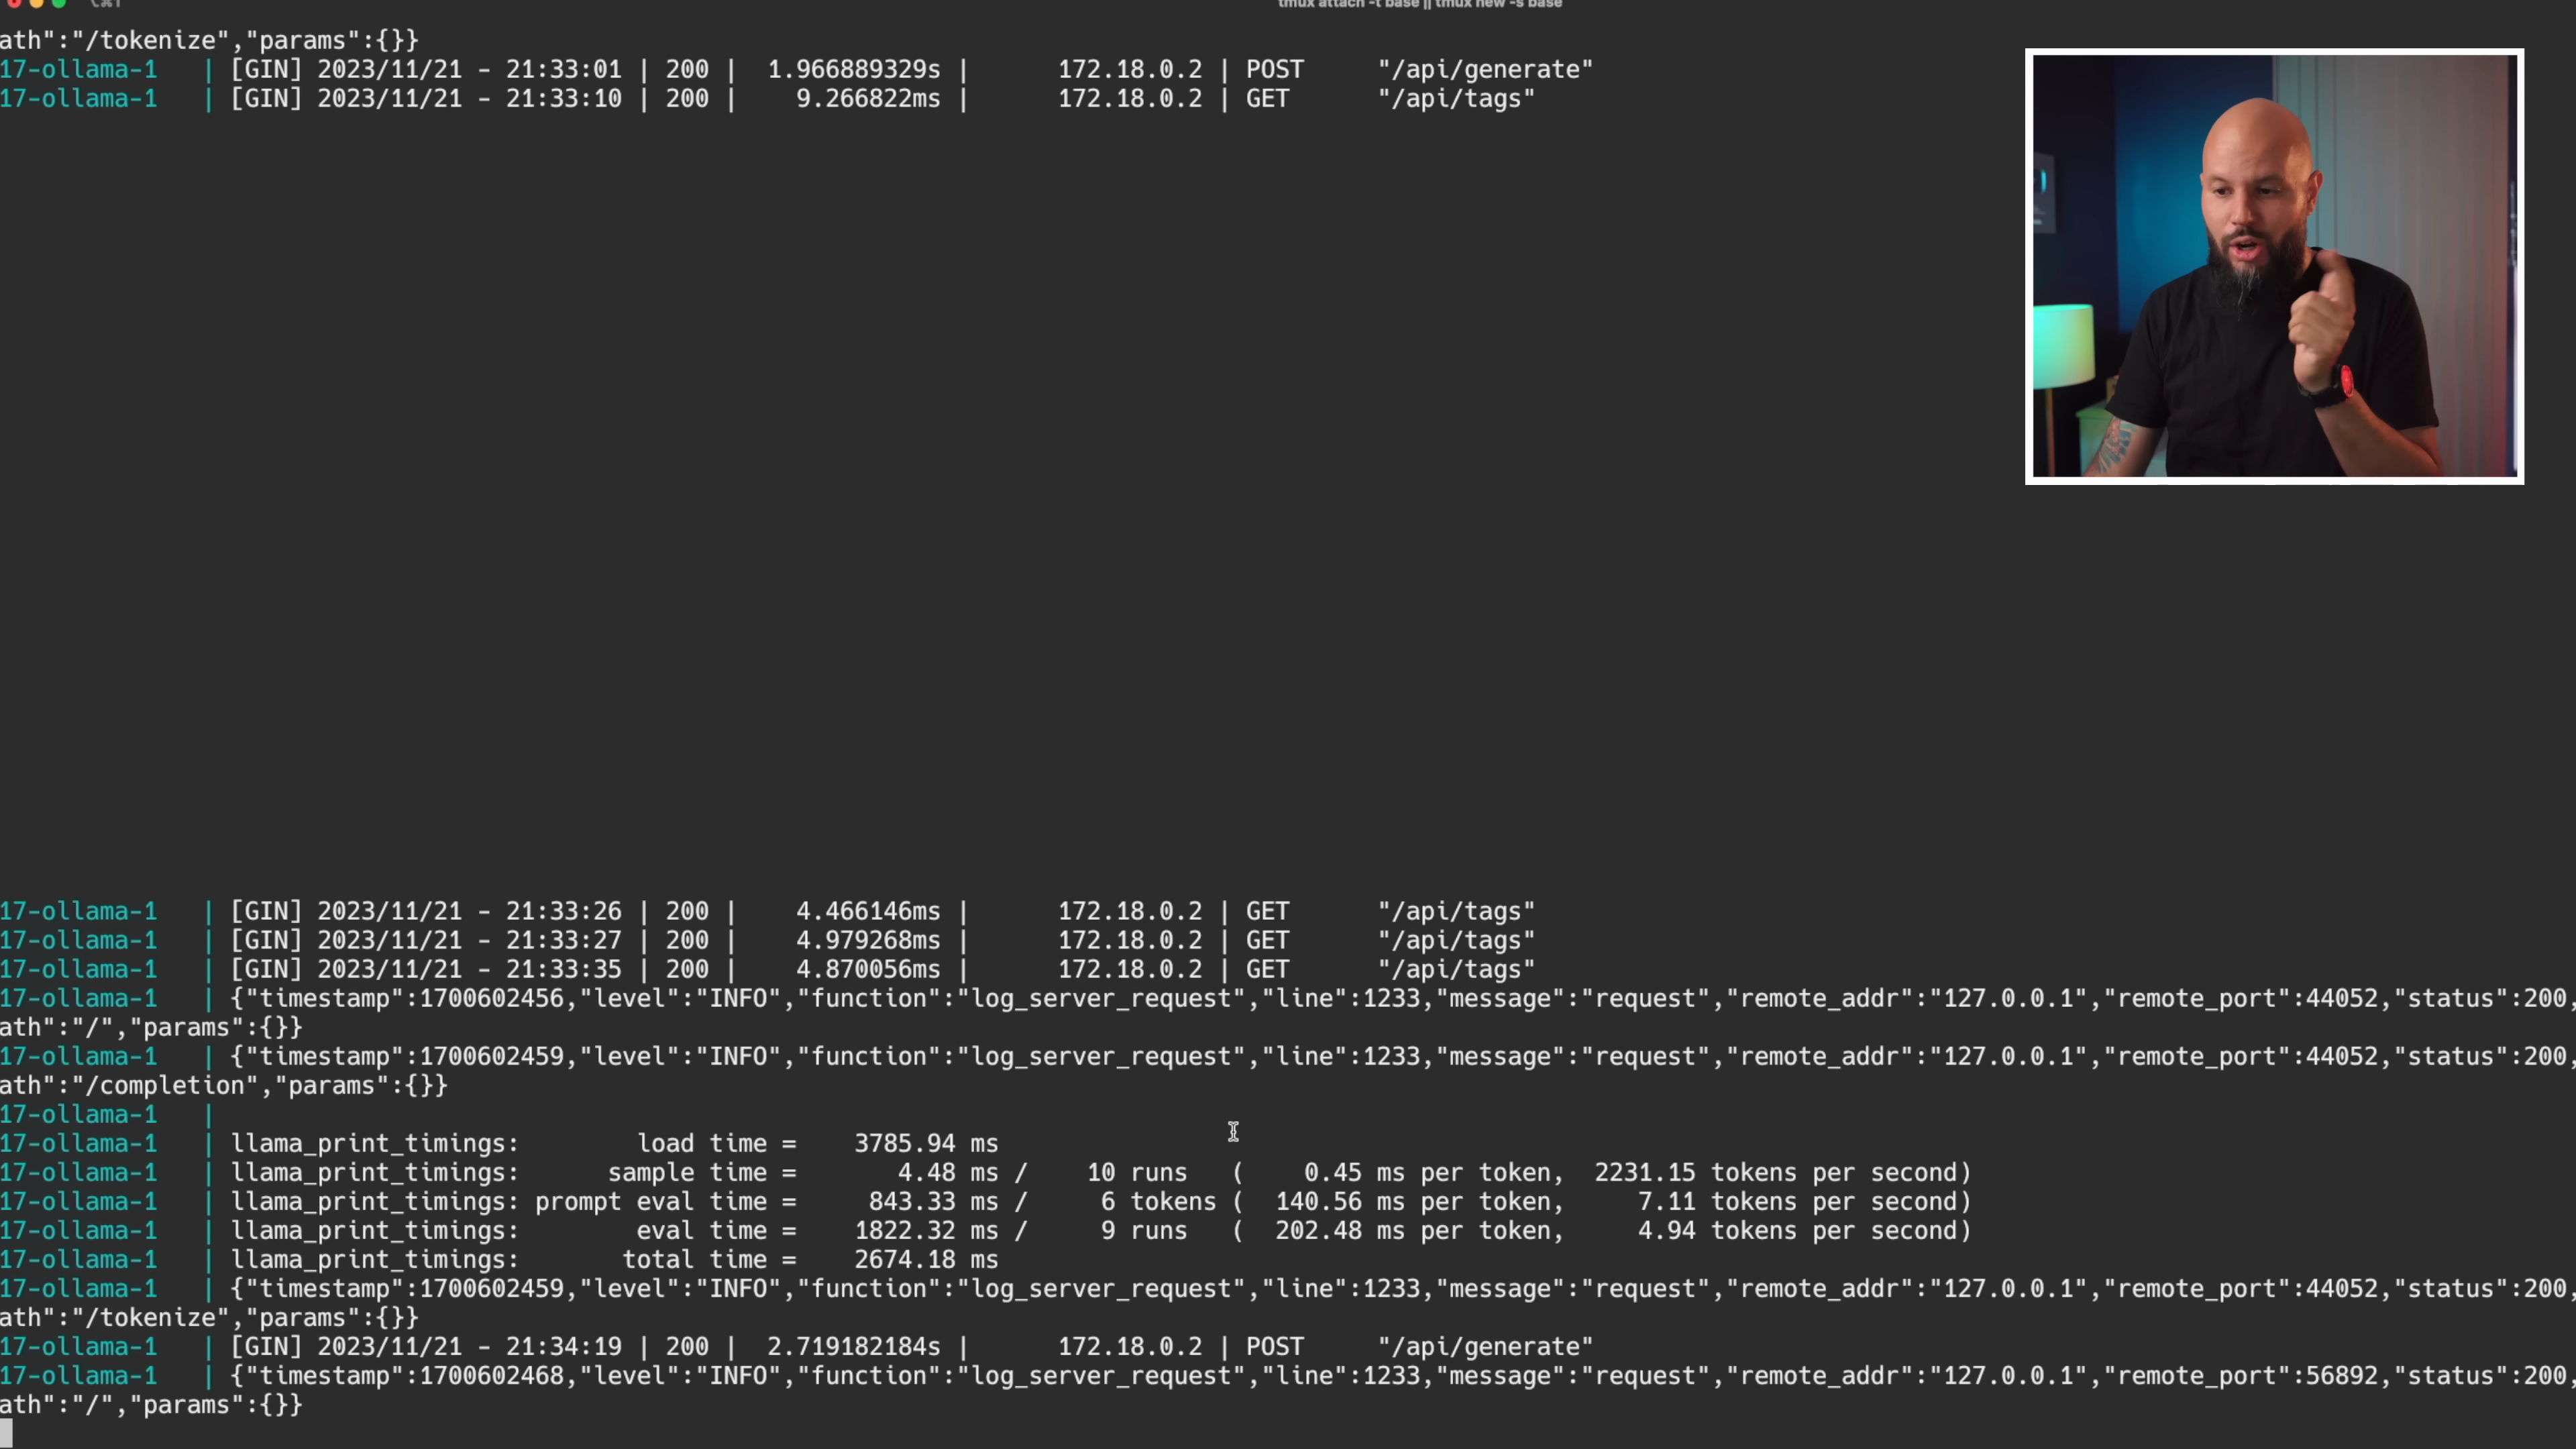 tmux attach -t base || tmux new -s base
ath":"/tokenize","params":{}}
17-ollama-1   | [GIN] 2023/11/21 - 21:33:01 | 200 |  1.966889329s |      172.18.0.2 | POST     "/api/generate"
17-ollama-1   | [GIN] 2023/11/21 - 21:33:10 | 200 |    9.266822ms |      172.18.0.2 | GET      "/api/tags"
17-ollama-1   | [GIN] 2023/11/21 - 21:33:26 | 200 |    4.466146ms |      172.18.0.2 | GET      "/api/tags"
17-ollama-1   | [GIN] 2023/11/21 - 21:33:27 | 200 |    4.979268ms |      172.18.0.2 | GET      "/api/tags"
17-ollama-1   | [GIN] 2023/11/21 - 21:33:35 | 200 |    4.870056ms |      172.18.0.2 | GET      "/api/tags"
17-ollama-1   | {"timestamp":1700602456,"level":"INFO","function":"log_server_request","line":1233,"message":"request","remote_addr":"127.0.0.1","remote_port":44052,"status":200,
ath":"/","params":{}}
17-ollama-1   | {"timestamp":1700602459,"level":"INFO","function":"log_server_request","line":1233,"message":"request","remote_addr":"127.0.0.1","remote_port":44052,"status":200,
ath":"/completion","params":{}}
17-ollama-1   |
17-ollama-1   | llama_print_timings:        load time =    3785.94 ms
17-ollama-1   | llama_print_timings:      sample time =       4.48 ms /    10 runs   (    0.45 ms per token,  2231.15 tokens per second)
17-ollama-1   | llama_print_timings: prompt eval time =     843.33 ms /     6 tokens (  140.56 ms per token,     7.11 tokens per second)
17-ollama-1   | llama_print_timings:        eval time =    1822.32 ms /     9 runs   (  202.48 ms per token,     4.94 tokens per second)
17-ollama-1   | llama_print_timings:       total time =    2674.18 ms
17-ollama-1   | {"timestamp":1700602459,"level":"INFO","function":"log_server_request","line":1233,"message":"request","remote_addr":"127.0.0.1","remote_port":44052,"status":200,
ath":"/tokenize","params":{}}
17-ollama-1   | [GIN] 2023/11/21 - 21:34:19 | 200 |  2.719182184s |      172.18.0.2 | POST     "/api/generate"
17-ollama-1   | {"timestamp":1700602468,"level":"INFO","function":"log_server_request","line":1233,"message":"request","remote_addr":"127.0.0.1","remote_port":56892,"status":200,
ath":"/","params":{}}